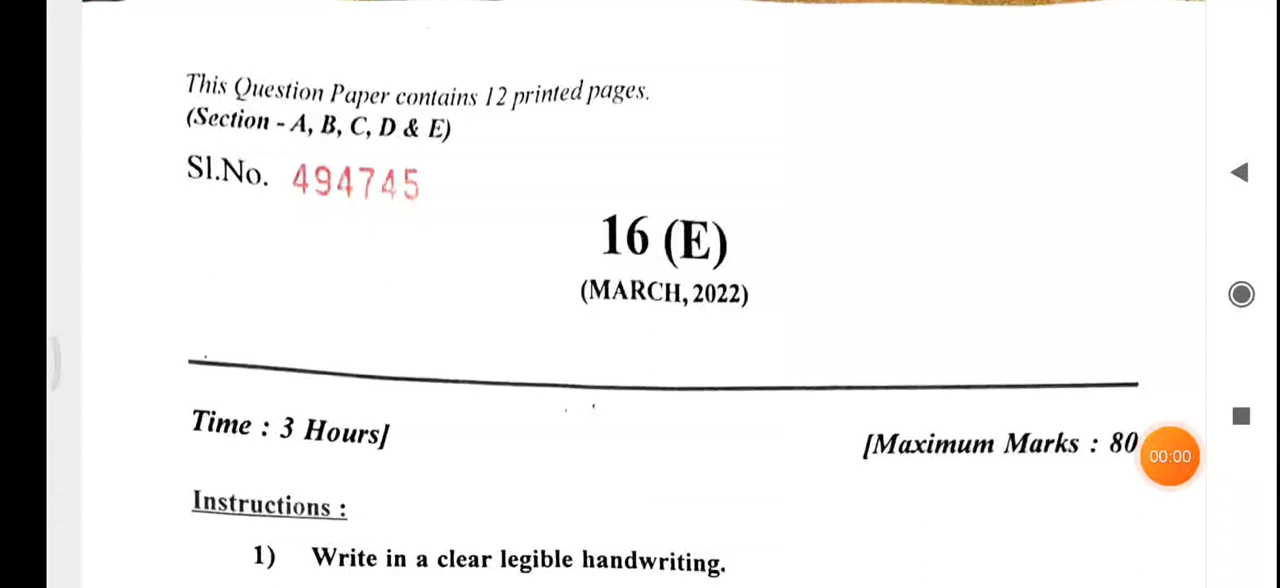 This Question Paper contains 12 printed pages.
(Section - A, B, C, D & E)
Sl.No. 494745
16 (E)
(MARCH, 2022)
Time : 3 Hours]
[Maximum Marks : 80
00:00
Instructions :
1) Write in a clear legible handwriting.